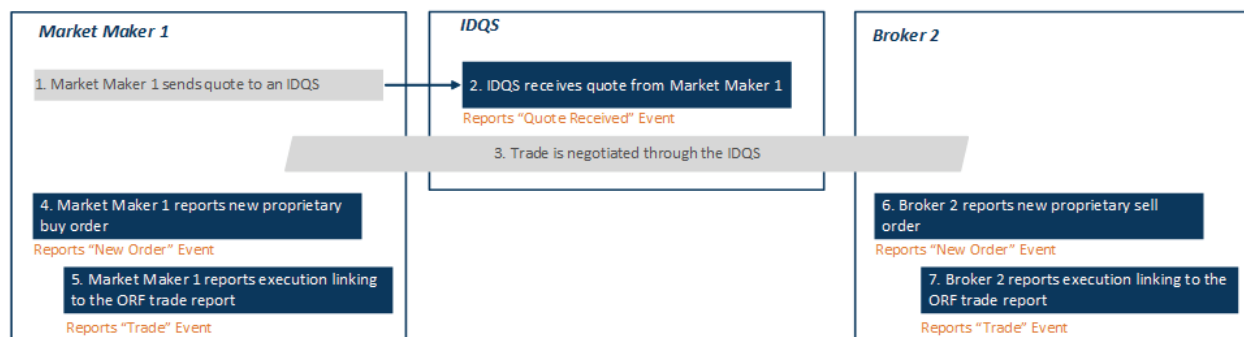 Market Maker 1
IDQS
Broker 2
1. Market Maker 1 sends quote to an IDQS
2. IDQS receives quote from Market Maker 1
Reports “Quote Received” Event
3. Trade is negotiated through the IDQS
4. Market Maker 1 reports new proprietary
buy order
Reports “New Order” Event
5. Market Maker 1 reports execution linking
to the ORF trade report
Reports “Trade” Event
6. Broker 2 reports new proprietary sell
order
Reports “New Order” Event
7. Broker 2 reports execution linking to the
ORF trade report
Reports “Trade” Event